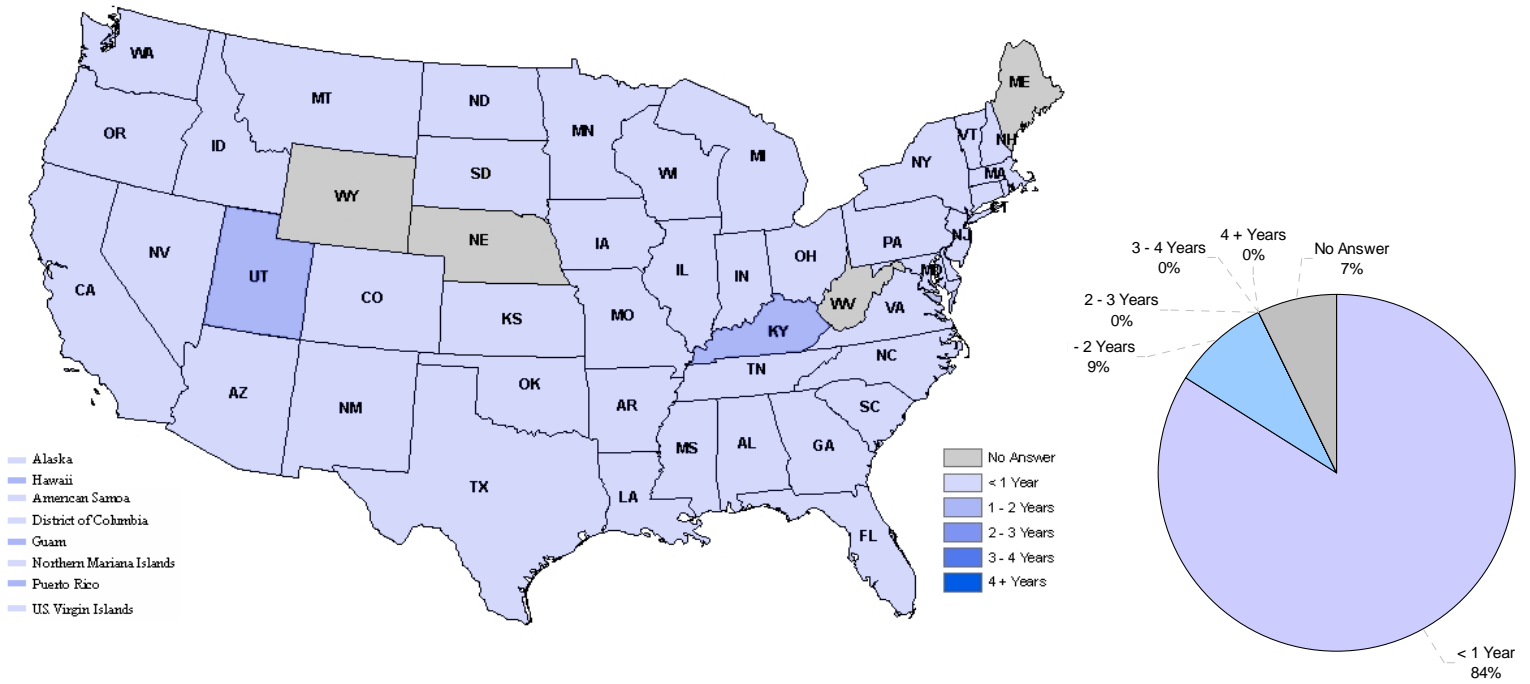 WA
MT
ND
MN
ME
OR
ID
SD
WI
MI
NY
VT
NH
MA
CT
WY
NE
IA
PA
NJ
NV
UT
CO
IL
IN
OH
MD
CA
KS
MO
WV
VA
KY
NC
AZ
NM
OK
TN
AR
SC
MS
AL
GA
TX
LA
FL
Alaska
Hawaii
American Samoa
District of Columbia
Guam
Northern Mariana Islands
Puerto Rico
U.S. Virgin Islands
No Answer
< 1 Year
1 - 2 Years
2 - 3 Years
3 - 4 Years
4 + Years
4 + Years
0%
3 - 4 Years
0%
No Answer
7%
2 - 3 Years
0%
- 2 Years
9%
< 1 Year
84%